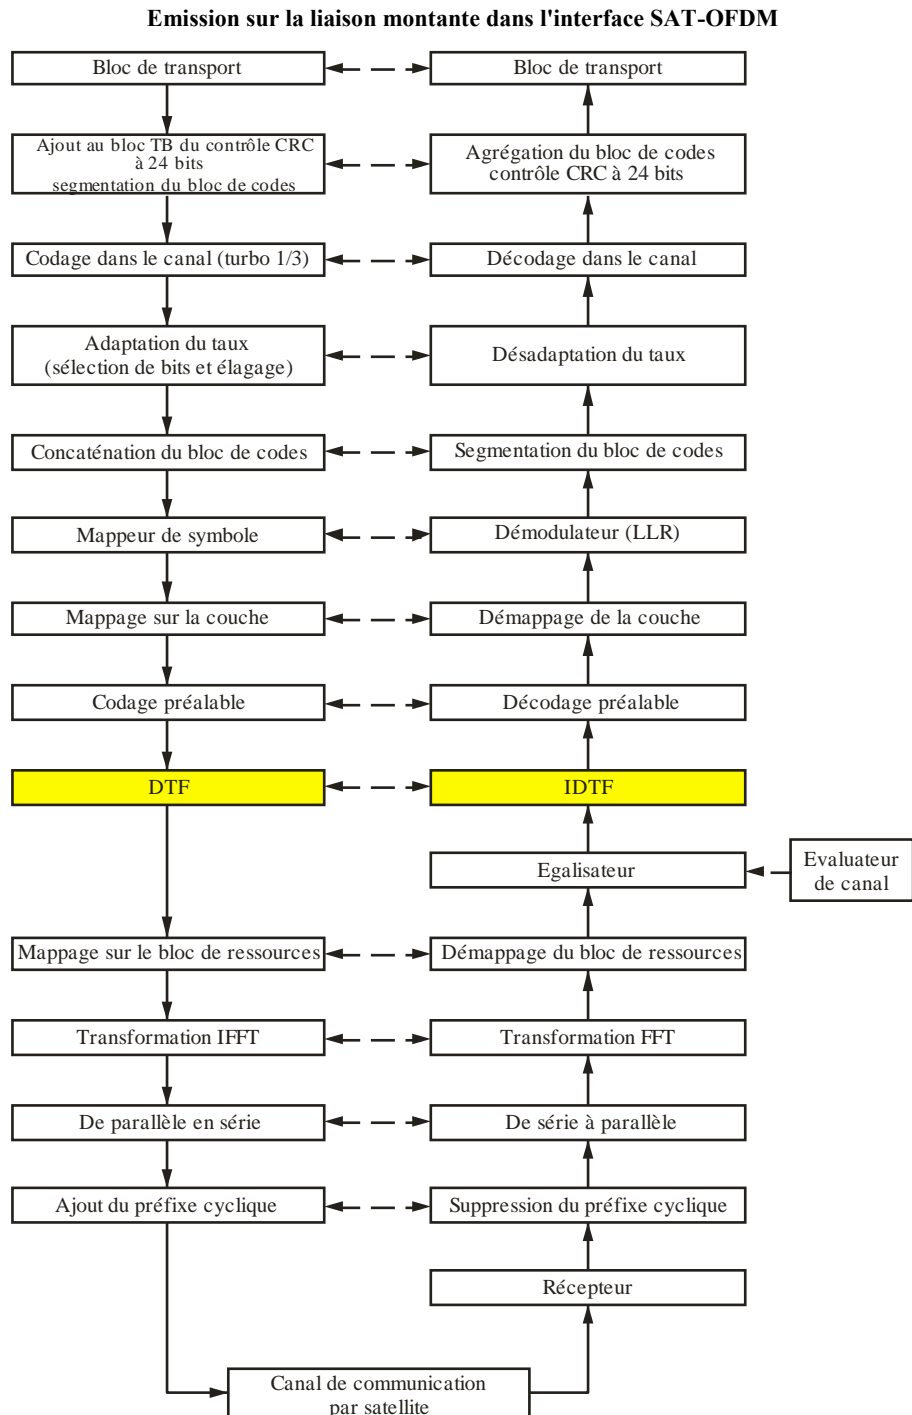 Emission sur la liaison montante dans l'interface SAT-OFDM
Bloc de transport
Bloc de transport
Ajout au bloc TB du contrôle CRC
à 24 bits
segmentation du bloc de codes
Agrégation du bloc de codes
contrôle CRC à 24 bits
Codage dans le canal (turbo 1/3)
Décodage dans le canal
Adaptation du taux
(sélection de bits et élagage)
Désadaptation du taux
Concaténation du bloc de codes
Segmentation du bloc de codes
Mappeur de symbole
Démodulateur (LLR)
Mappage sur la couche
Démappage de la couche
Codage préalable
Décodage préalable
DTF
IDTF
Egalisateur
Evaluateur
de canal
Mappage sur le bloc de ressources
Démappage du bloc de ressources
Transformation IFFT
Transformation FFT
De parallèle en série
De série à parallèle
Ajout du préfixe cyclique
Suppression du préfixe cyclique
Récepteur
Canal de communication
par satellite